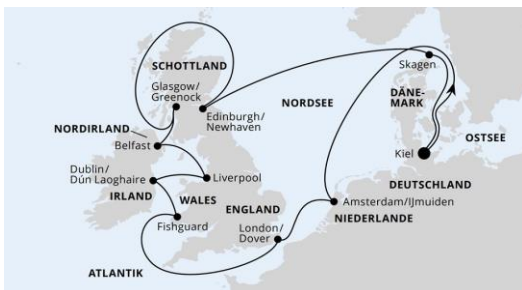 SCHOTTLAND
Glasgow/
Greenock
Edinburgh/
Newhaven
NORDSEE
Skagen
DÄNE-
MARK
OSTSEE
Kiel
NORDIRLAND
Belfast
Dublin/
Dún Laoghaire
IRLAND
WALES
Liverpool
ENGLAND
Fishguard
London/
Dover
DEUTSCHLAND
Amsterdam/IJmuiden
NIEDERLANDE
ATLANTIK